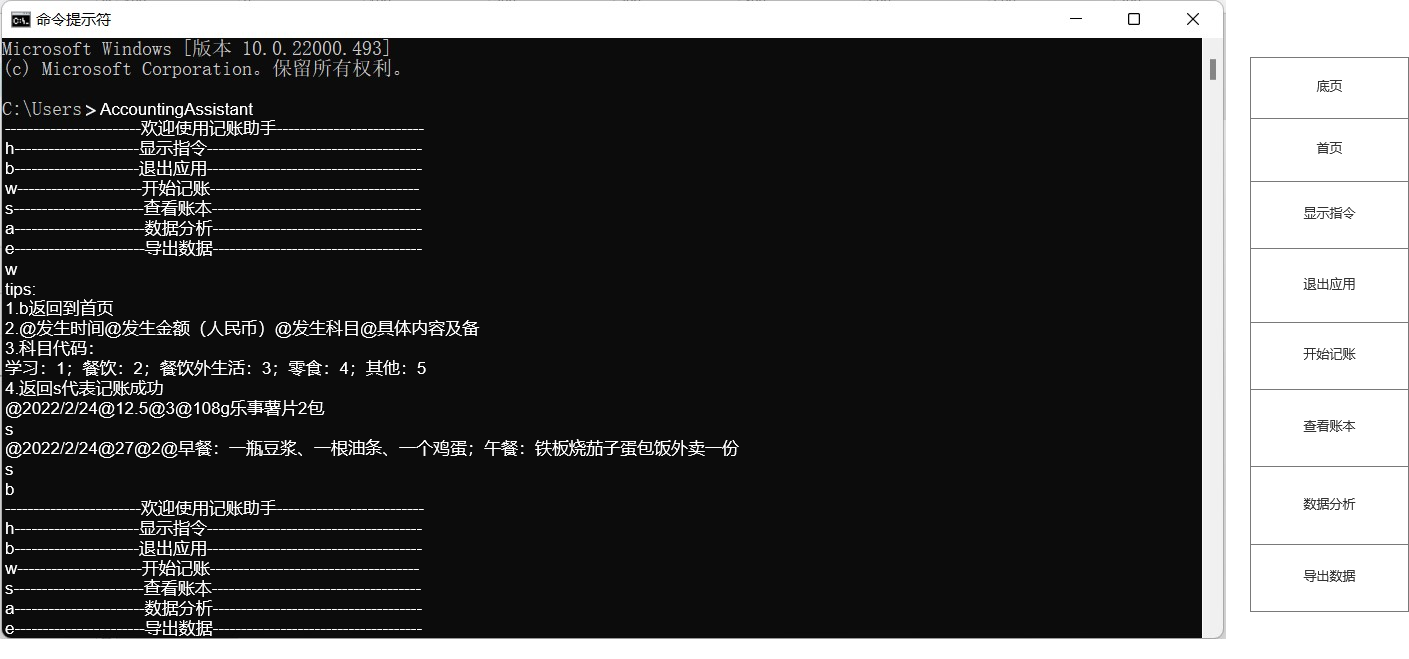 命令提示符
Microsoft Windows [版本 10.0.22000.493]
(c) Microsoft Corporation。保留所有权利。
C:\Users > AccountingAssistant
------------------------欢迎使用记账助手--------------------------
h----------------------显示指令--------------------------------------
b----------------------退出应用--------------------------------------
w----------------------开始记账-------------------------------------
s-----------------------查看账本-------------------------------------
a-----------------------数据分析-------------------------------------
e-----------------------导出数据-------------------------------------
w
tips:
1.b返回到首页
2.@发生时间@发生金额（人民币）@发生科目@具体内容及备
3.科目代码：
学习：1；餐饮：2；餐饮外生活：3；零食：4；其他：5
4.返回s代表记账成功
@2022/2/24@12.5@3@108g乐事薯片2包
s
@2022/2/24@27@2@早餐：一瓶豆浆、一根油条、一个鸡蛋；午餐：铁板烧茄子蛋包饭外卖一份
s
b
------------------------欢迎使用记账助手--------------------------
h----------------------显示指令--------------------------------------
b----------------------退出应用--------------------------------------
w----------------------开始记账-------------------------------------
s-----------------------查看账本-------------------------------------
a-----------------------数据分析-------------------------------------
e-----------------------导出数据-------------------------------------
底页
首页
显示指令
退出应用
开始记账
查看账本
数据分析
导出数据